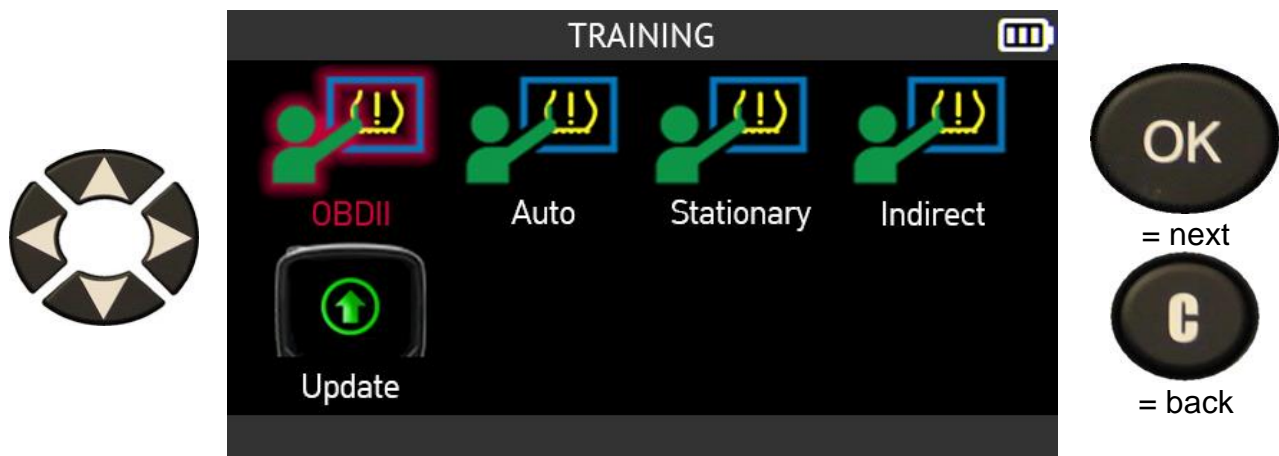 TRAINING
OBDII Auto Stationary Indirect
Update
OK
= next
C
= back